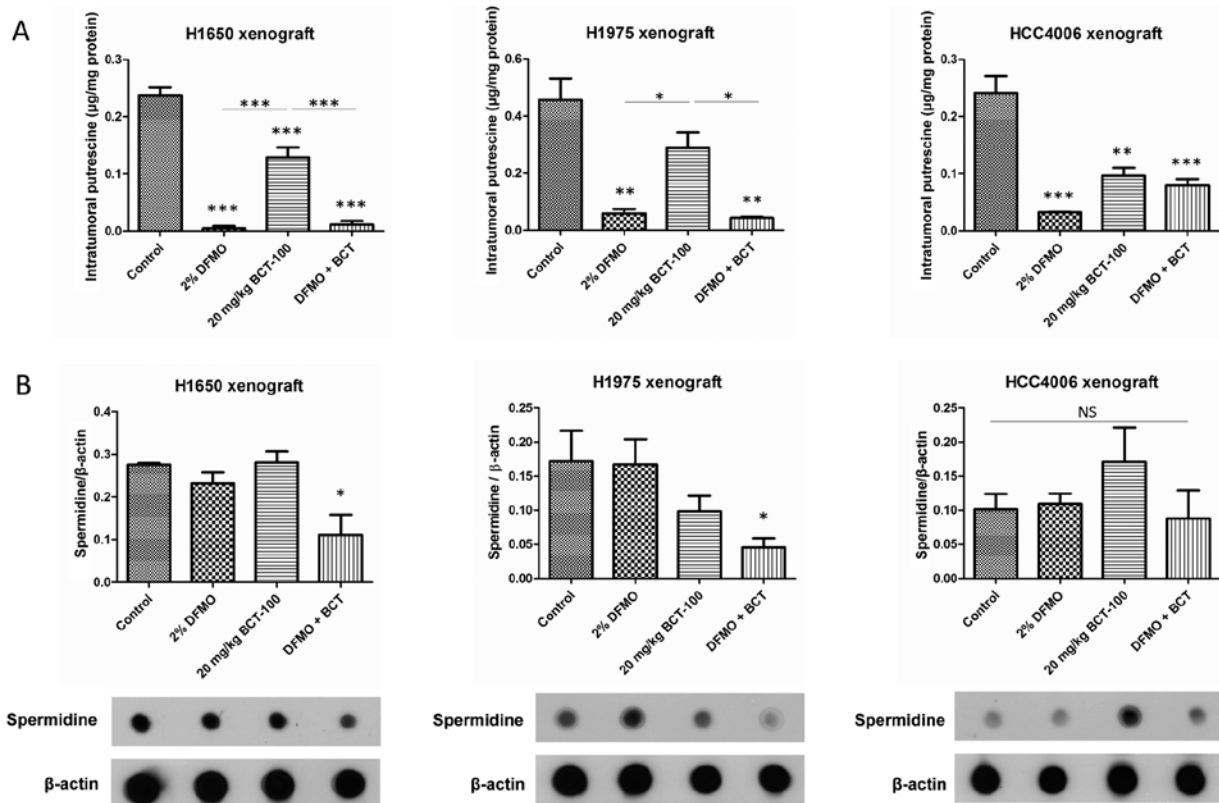 A
H1650 xenograft
Intratumoral putrescine (µg/mg protein)
0.3
0.2
0.1
0.0
***
***
***
***
***
Control
2% DFMO
20 mg/kg BCT-100
DFMO + BCT
H1975 xenograft
Intratumoral putrescine (µg/mg protein)
0.6
0.4
0.2
0.0
*
*
**
**
Control
2% DFMO
20 mg/kg BCT-100
DFMO + BCT
HCC4006 xenograft
Intratumoral putrescine (µg/mg protein)
0.3
0.2
0.1
0.0
***
**
***
Control
2% DFMO
20 mg/kg BCT-100
DFMO + BCT
B
H1650 xenograft
Spermidine/β-actin
0.4
0.3
0.2
0.1
0.0
*
Control
2% DFMO
20 mg/kg BCT-100
DFMO + BCT
Spermidine
β-actin
H1975 xenograft
Spermidine / β-actin
0.25
0.20
0.15
0.10
0.05
0.00
*
Control
2% DFMO
20 mg/kg BCT-100
DFMO + BCT
Spermidine
β-actin
HCC4006 xenograft
Spermidine/β-actin
0.25
0.20
0.15
0.10
0.05
0.00
NS
Control
2% DFMO
20 mg/kg BCT-100
DFMO + BCT
Spermidine
β-actin